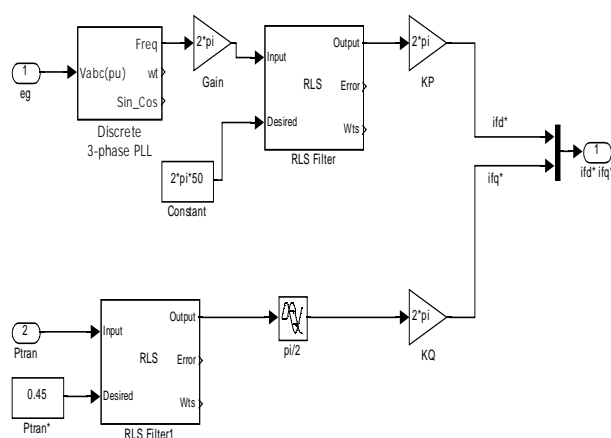 1
eg
Vabc(pu)
Freq
wt
Sin_Cos
Discrete
3-phase PLL
2*pi
Gain
Input
Desired
RLS
Output
Error
Wts
RLS Filter
2*pi*50
Constant
2*pi
KP
ifd*
ifq*
1
ifd* ifq*
2
Ptran
0.45
Ptran*
Input
Desired
RLS
Output
Error
Wts
RLS Filter1
pi/2
2*pi
KQ